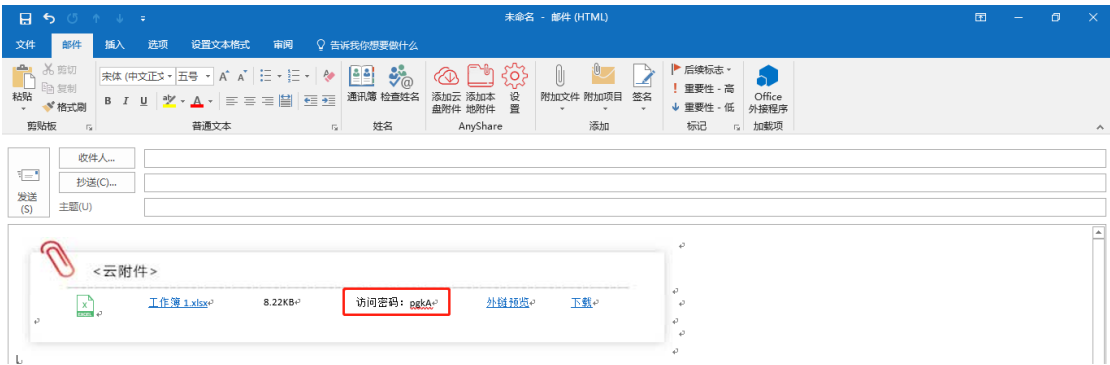 未命名 - 邮件 (HTML)
文件 邮件 插入 选项 设置文本格式 审阅 告诉我你想要做什么
粘贴 剪切 复制 格式刷
宋体 (中文正文 五号 A A
B I U A
通讯簿 检查姓名
添加云盘附件 添加本地附件 设置
附加文件 附加项目 签名
后续标志
! 重要性 - 高
重要性 - 低
Office
外接程序
剪贴板 普通文本 姓名 AnyShare 添加 标记 加载项
发送
(S)
收件人...
抄送(C)...
主题(U)
<云附件>
工作簿 1.xlsx 8.22KB 访问密码：pgkA 外链预览 下载